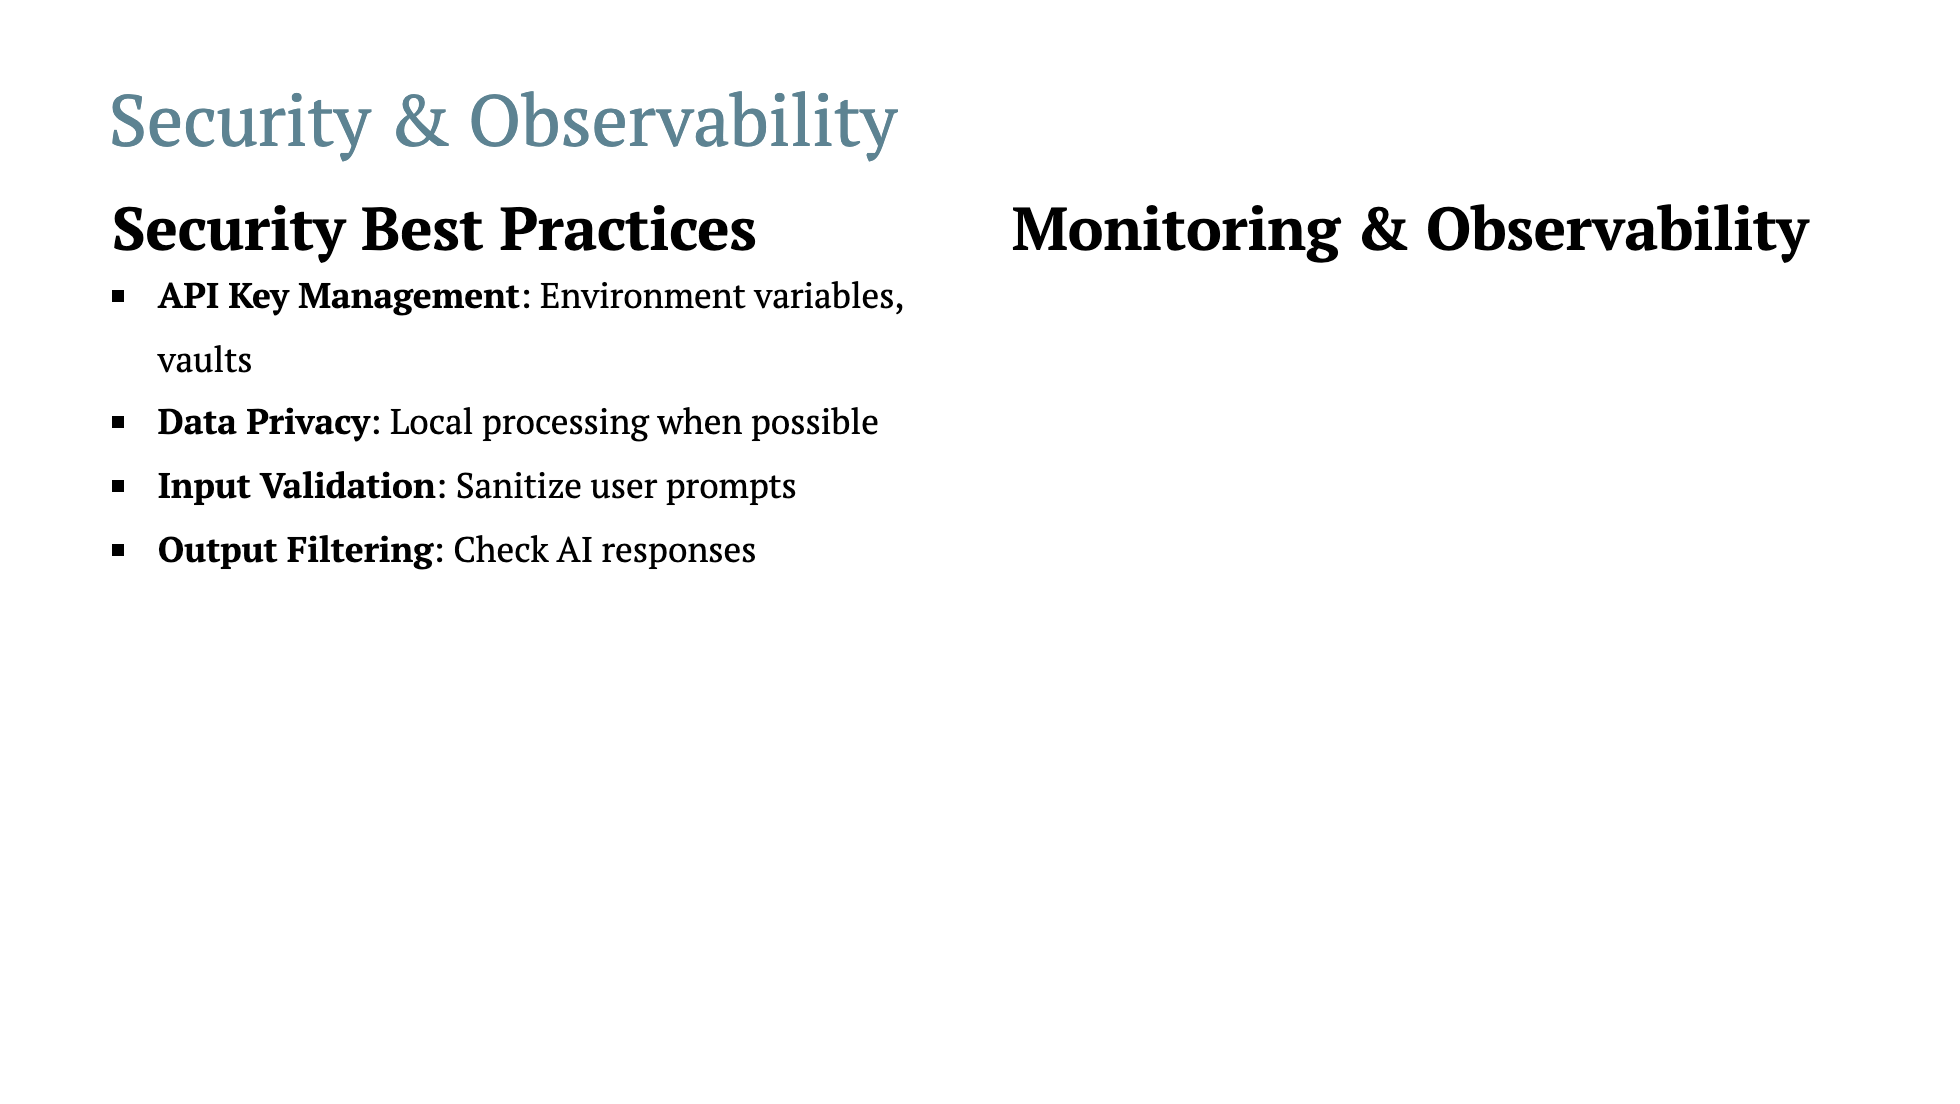 Security & Observability
Security Best Practices
▪ API Key Management: Environment variables,
vaults
▪ Data Privacy: Local processing when possible
▪ Input Validation: Sanitize user prompts
▪ Output Filtering: Check AI responses
Monitoring & Observability